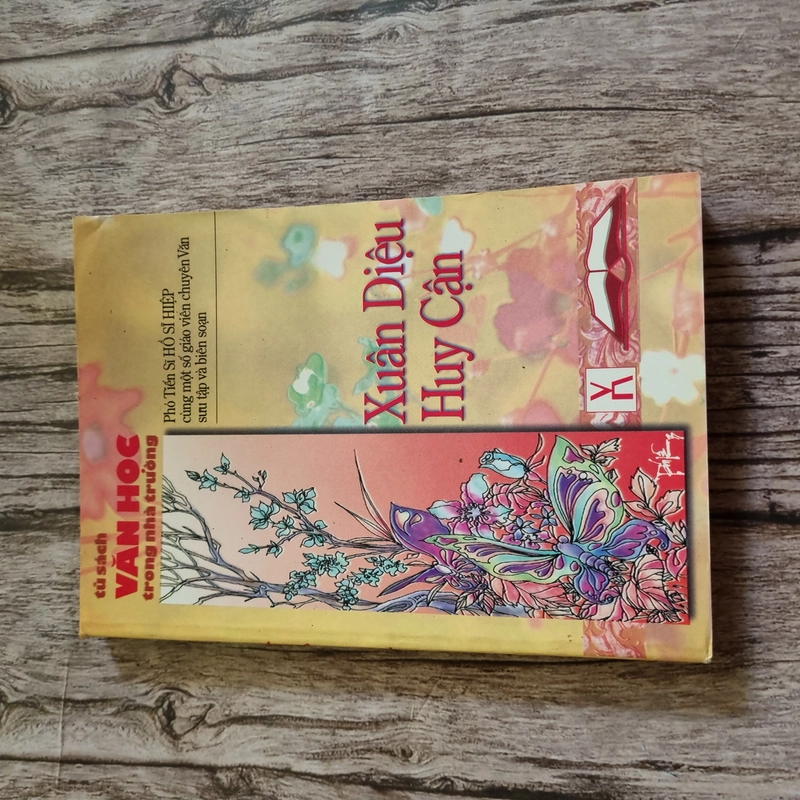 tủ sách
VĂN HỌC
trong nhà trường
Phó Tiến Sĩ HỒ SĨ HIỆP
cùng một số giáo viên chuyên Văn
sưu tập và biên soạn
Xuân Diệu
Huy Cận